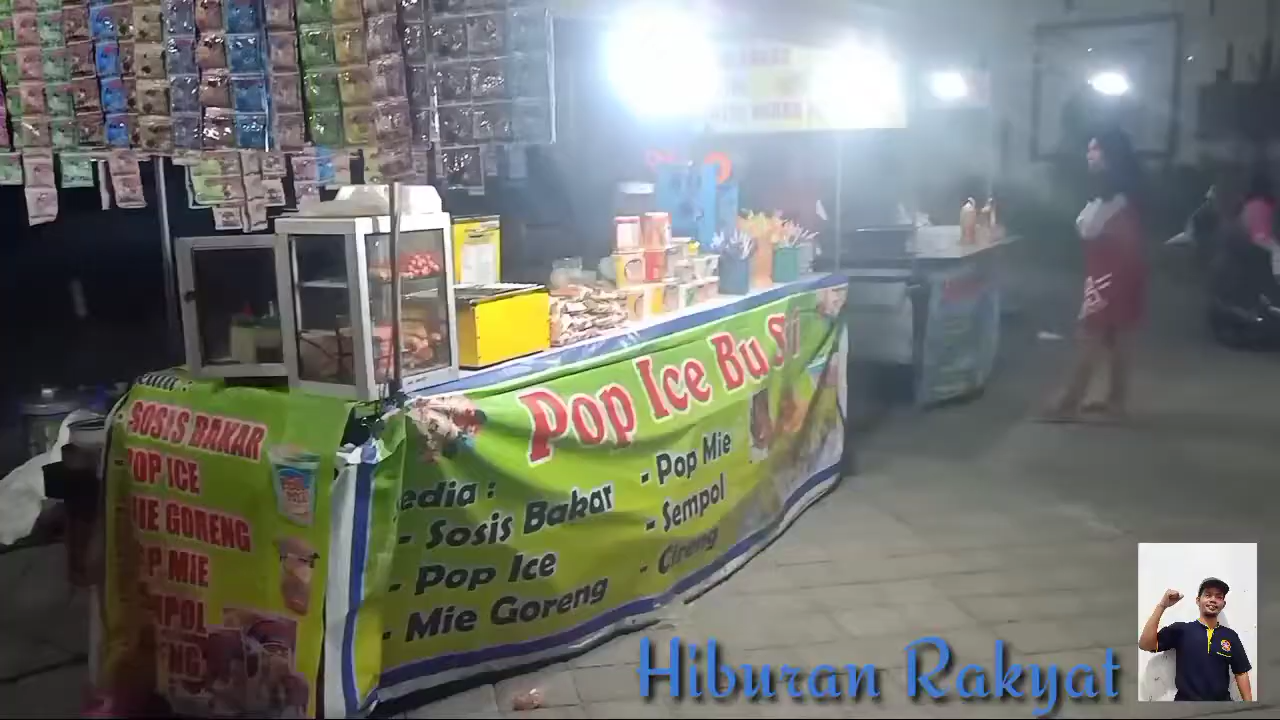 SOSIS BAKAR
POP ICE
MIE GORENG
P MIE
Pop Ice Bu
edia :
- Sosis Bakar
- Pop Ice
- Mie Goreng
- Pop Mie
- Sempol
- Cireng
Hiburan Rakyat